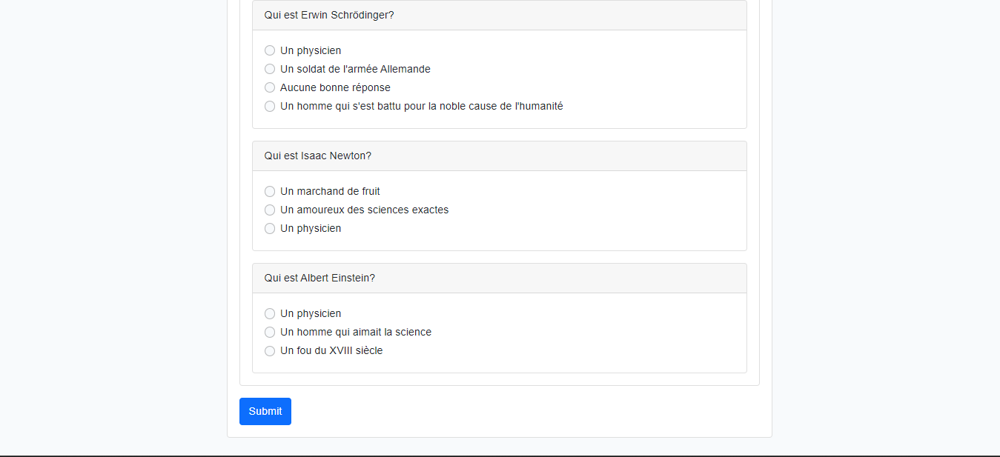 Qui est Erwin Schrödinger?
Un physicien
Un soldat de l'armée Allemande
Aucune bonne réponse
Un homme qui s'est battu pour la noble cause de l'humanité
Qui est Isaac Newton?
Un marchand de fruit
Un amoureux des sciences exactes
Un physicien
Qui est Albert Einstein?
Un physicien
Un homme qui aimait la science
Un fou du XVIII siècle
Submit